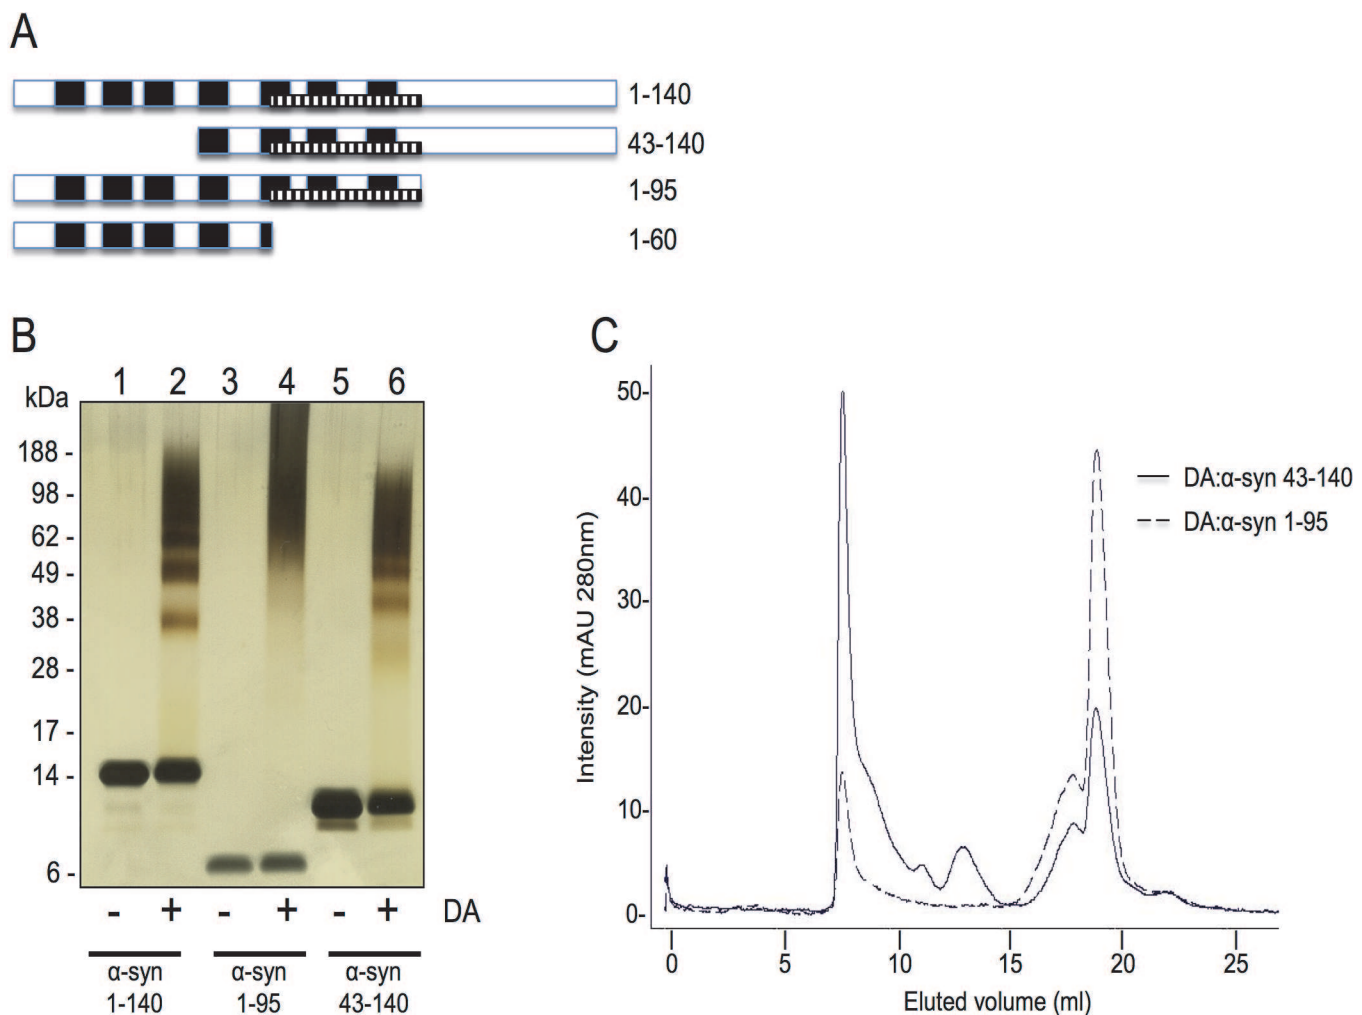 A
1-140
43-140
1-95
1-60
B
1 2 3 4 5 6
kDa
188 -
98 -
62 -
49 -
38 -
28 -
17 -
14 -
6 -
- + - + - + DA
α-syn 1-140
α-syn 1-95
α-syn 43-140
C
50-
40-
30-
20-
10-
0-
Intensity (mAU 280nm)
0 5 10 15 20 25
Eluted volume (ml)
DA:α-syn 43-140
DA:α-syn 1-95